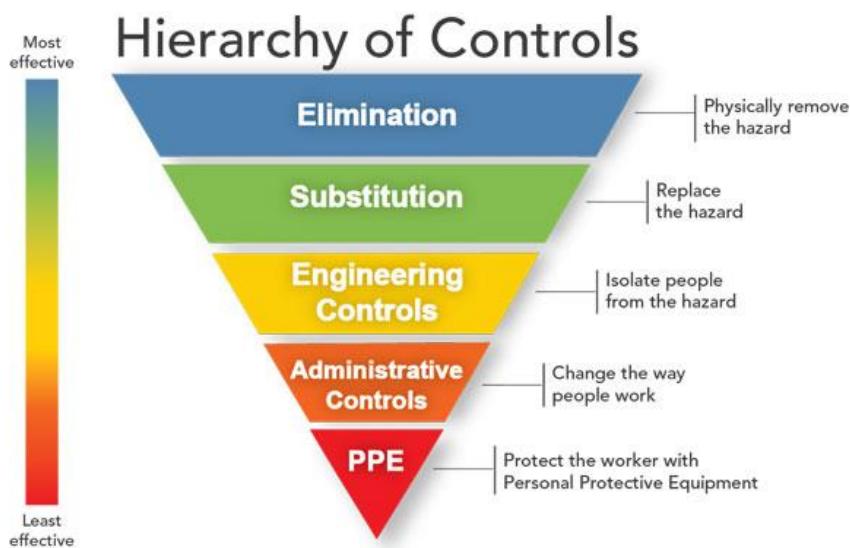 Hierarchy of Controls
Most
effective
Elimination
Physically remove
the hazard
Substitution
Replace
the hazard
Engineering
Controls
Isolate people
from the hazard
Administrative
Controls
Change the way
people work
PPE
Protect the worker with
Personal Protective Equipment
Least
effective